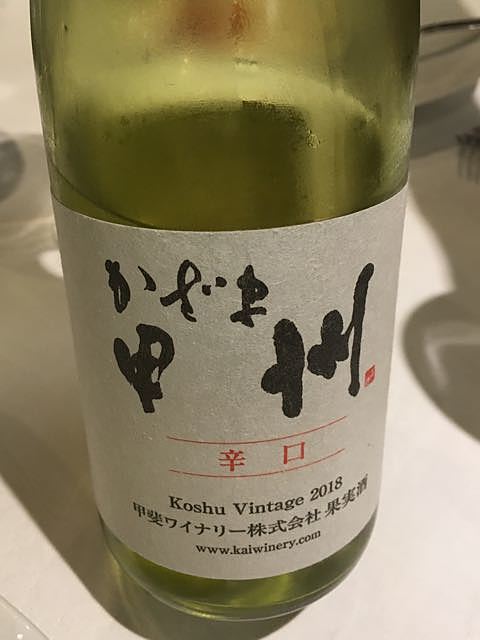 かざま
甲州
辛口
Koshu Vintage 2018
甲斐ワイナリー株式会社 果実酒
www.kaiwinery.com